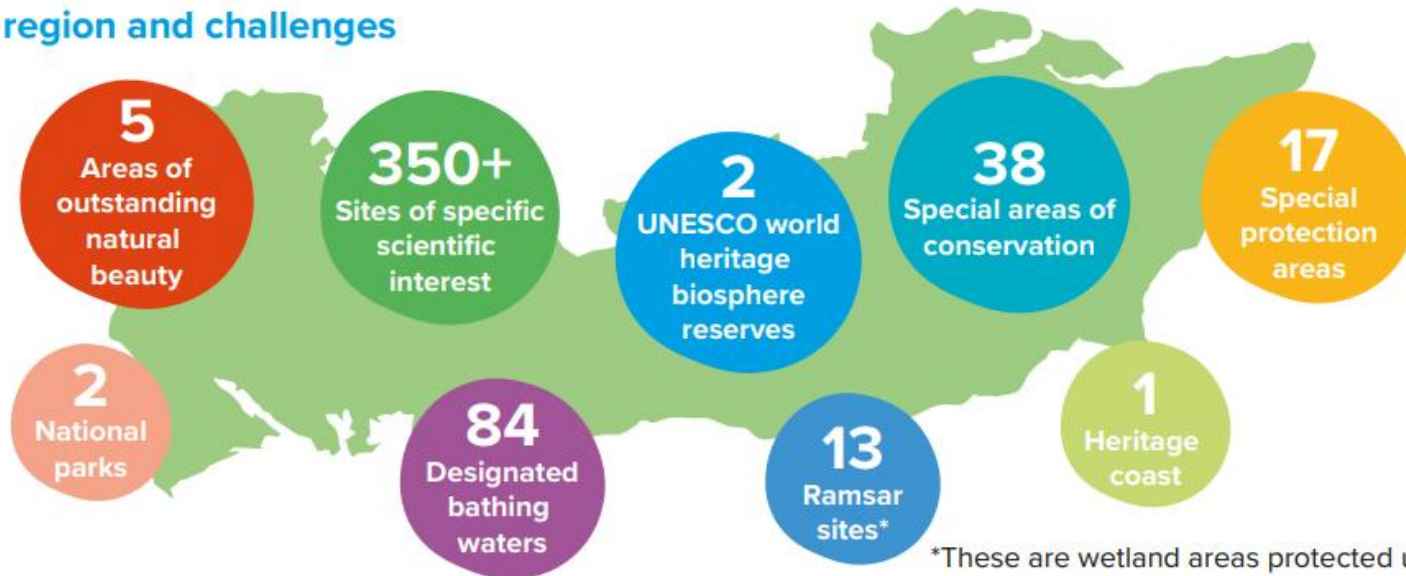 region and challenges
5
Areas of
outstanding
natural
beauty
350+
Sites of specific
scientific
interest
2
UNESCO world
heritage
biosphere
reserves
38
Special areas of
conservation
17
Special
protection
areas
2
National
parks
84
Designated
bathing
waters
13
Ramsar
sites*
1
Heritage
coast
*These are wetland areas protected